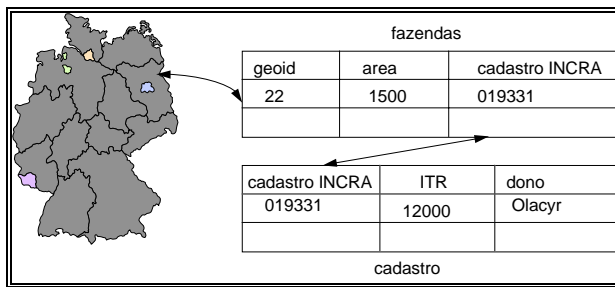 fazendas
geoid area cadastro INCRA
22 1500 019331
cadastro INCRA ITR dono
019331 12000 Olacyr
cadastro